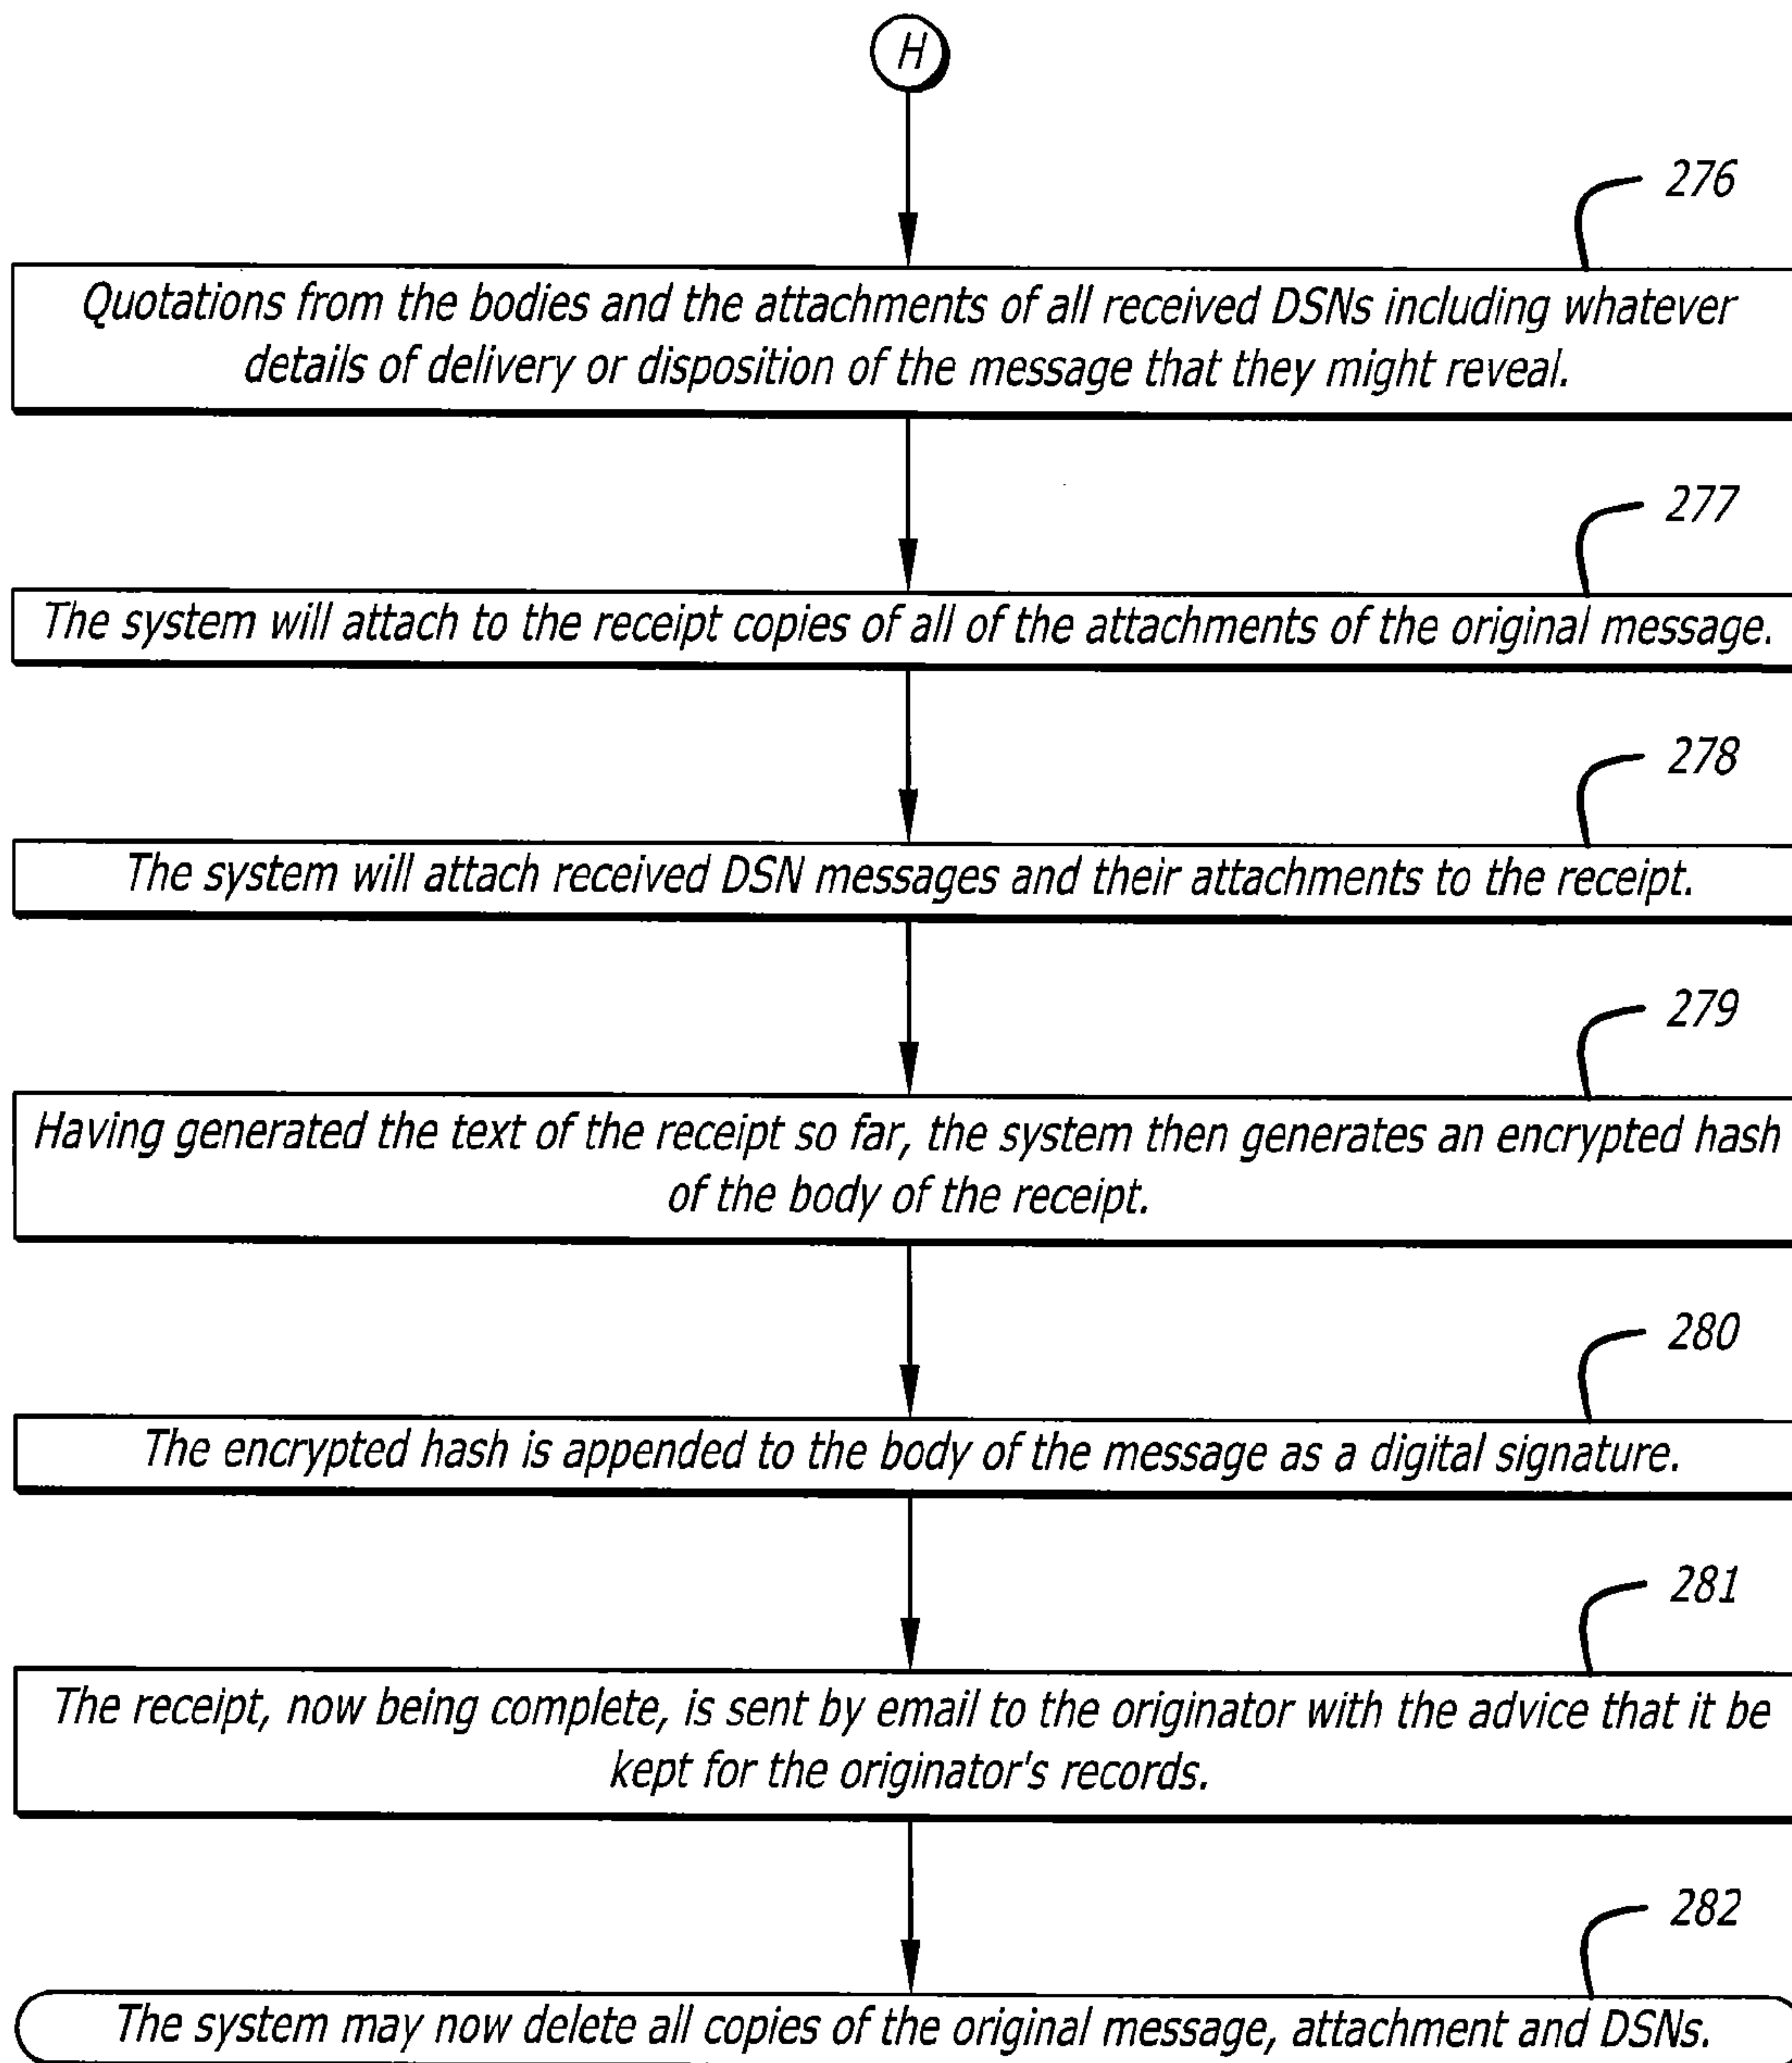 H
276
Quotations from the bodies and the attachments of all received DSNs including whatever
details of delivery or disposition of the message that they might reveal.
277
The system will attach to the receipt copies of all of the attachments of the original message.
278
The system will attach received DSN messages and their attachments to the receipt.
279
Having generated the text of the receipt so far, the system then generates an encrypted hash
of the body of the receipt.
280
The encrypted hash is appended to the body of the message as a digital signature.
281
The receipt, now being complete, is sent by email to the originator with the advice that it be
kept for the originator's records.
282
The system may now delete all copies of the original message, attachment and DSNs.